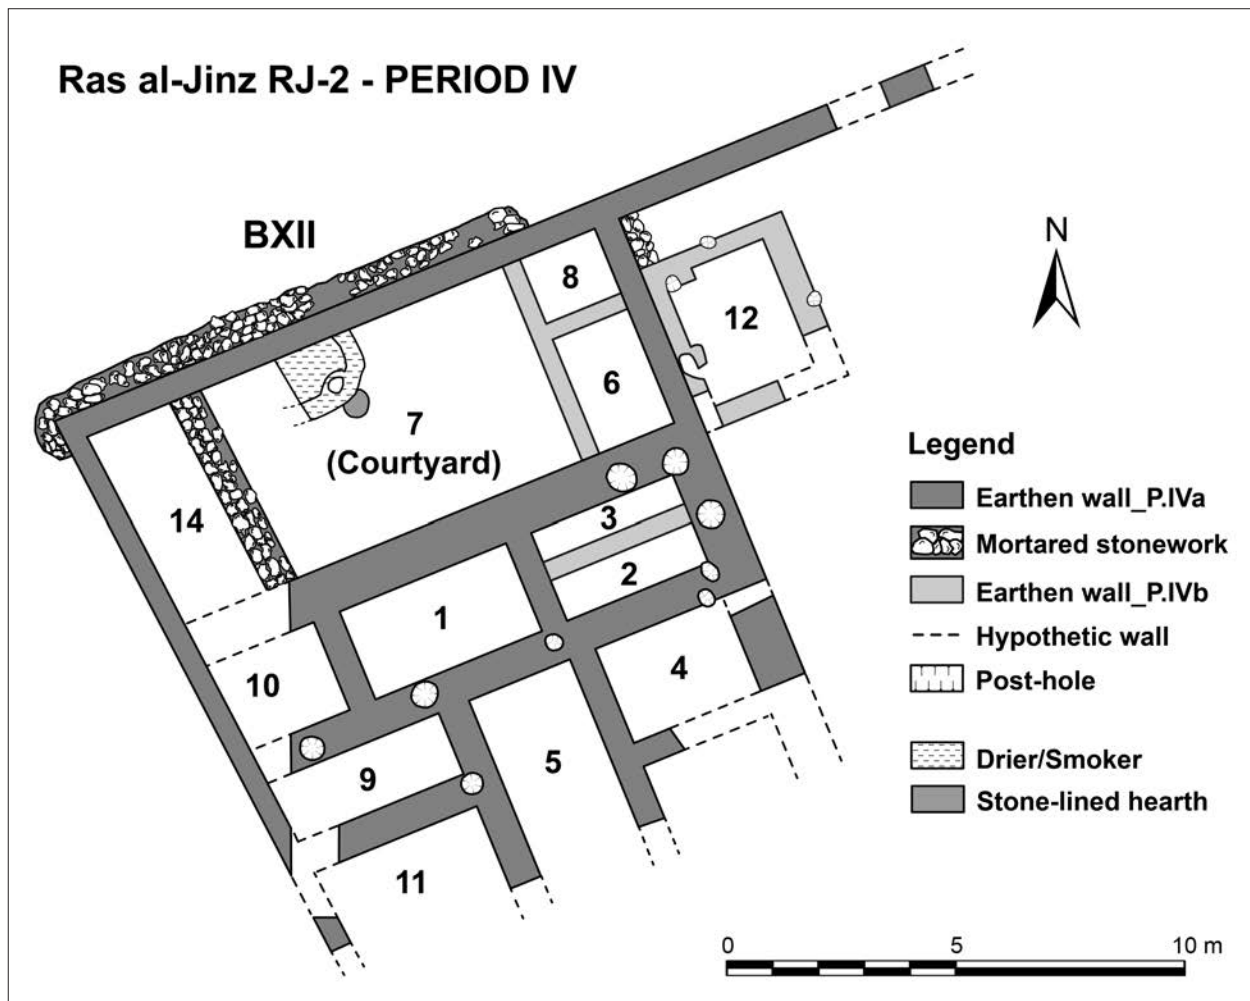 Ras al-Jinz RJ-2 - PERIOD IV
BXII
N
8
12
6
7
(Courtyard)
14
3
2
1
4
10
5
9
11
Legend
Earthen wall_P.IVa
Mortared stonework
Earthen wall_P.IVb
Hypothetic wall
Post-hole
Drier/Smoker
Stone-lined hearth
0 5 10 m